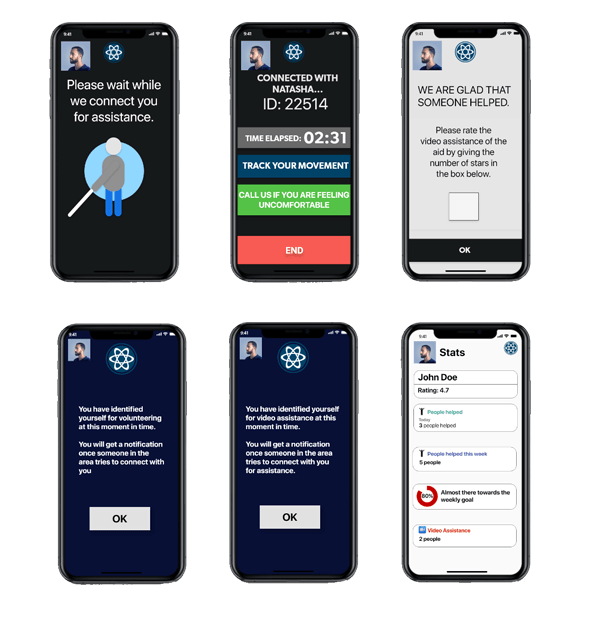 9:41
Please wait while
we connect you
for assistance.
9:41
CONNECTED WITH
NATASHA...
ID: 22514
TIME ELAPSED: 02:31
TRACK YOUR MOVEMENT
CALL US IF YOU ARE FEELING
UNCOMFORTABLE
END
9:41
WE ARE GLAD THAT
SOMEONE HELPED.
Please rate the
video assistance of the
aid by giving the
number of stars in
the box below.
OK
9:41
You have identified
yourself for volunteering
at this moment in time.
You will get a notification
once someone in the
area tries to connect with
you
OK
9:41
You have identified yourself
for video assistance at this
moment in time.
You will get a notification
once someone in the area
tries to connect with you
for assistance.
OK
9:41
Stats
John Doe
Rating: 4.7
People helped
Today
3 people helped
People helped this week
5 people
80%
Almost there towards the
weekly goal
Video Assistance
2 people